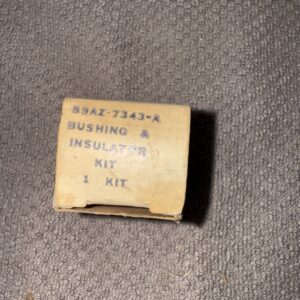 B9AZ-7343-A
BUSHING &
INSULATOR
KIT
1 KIT